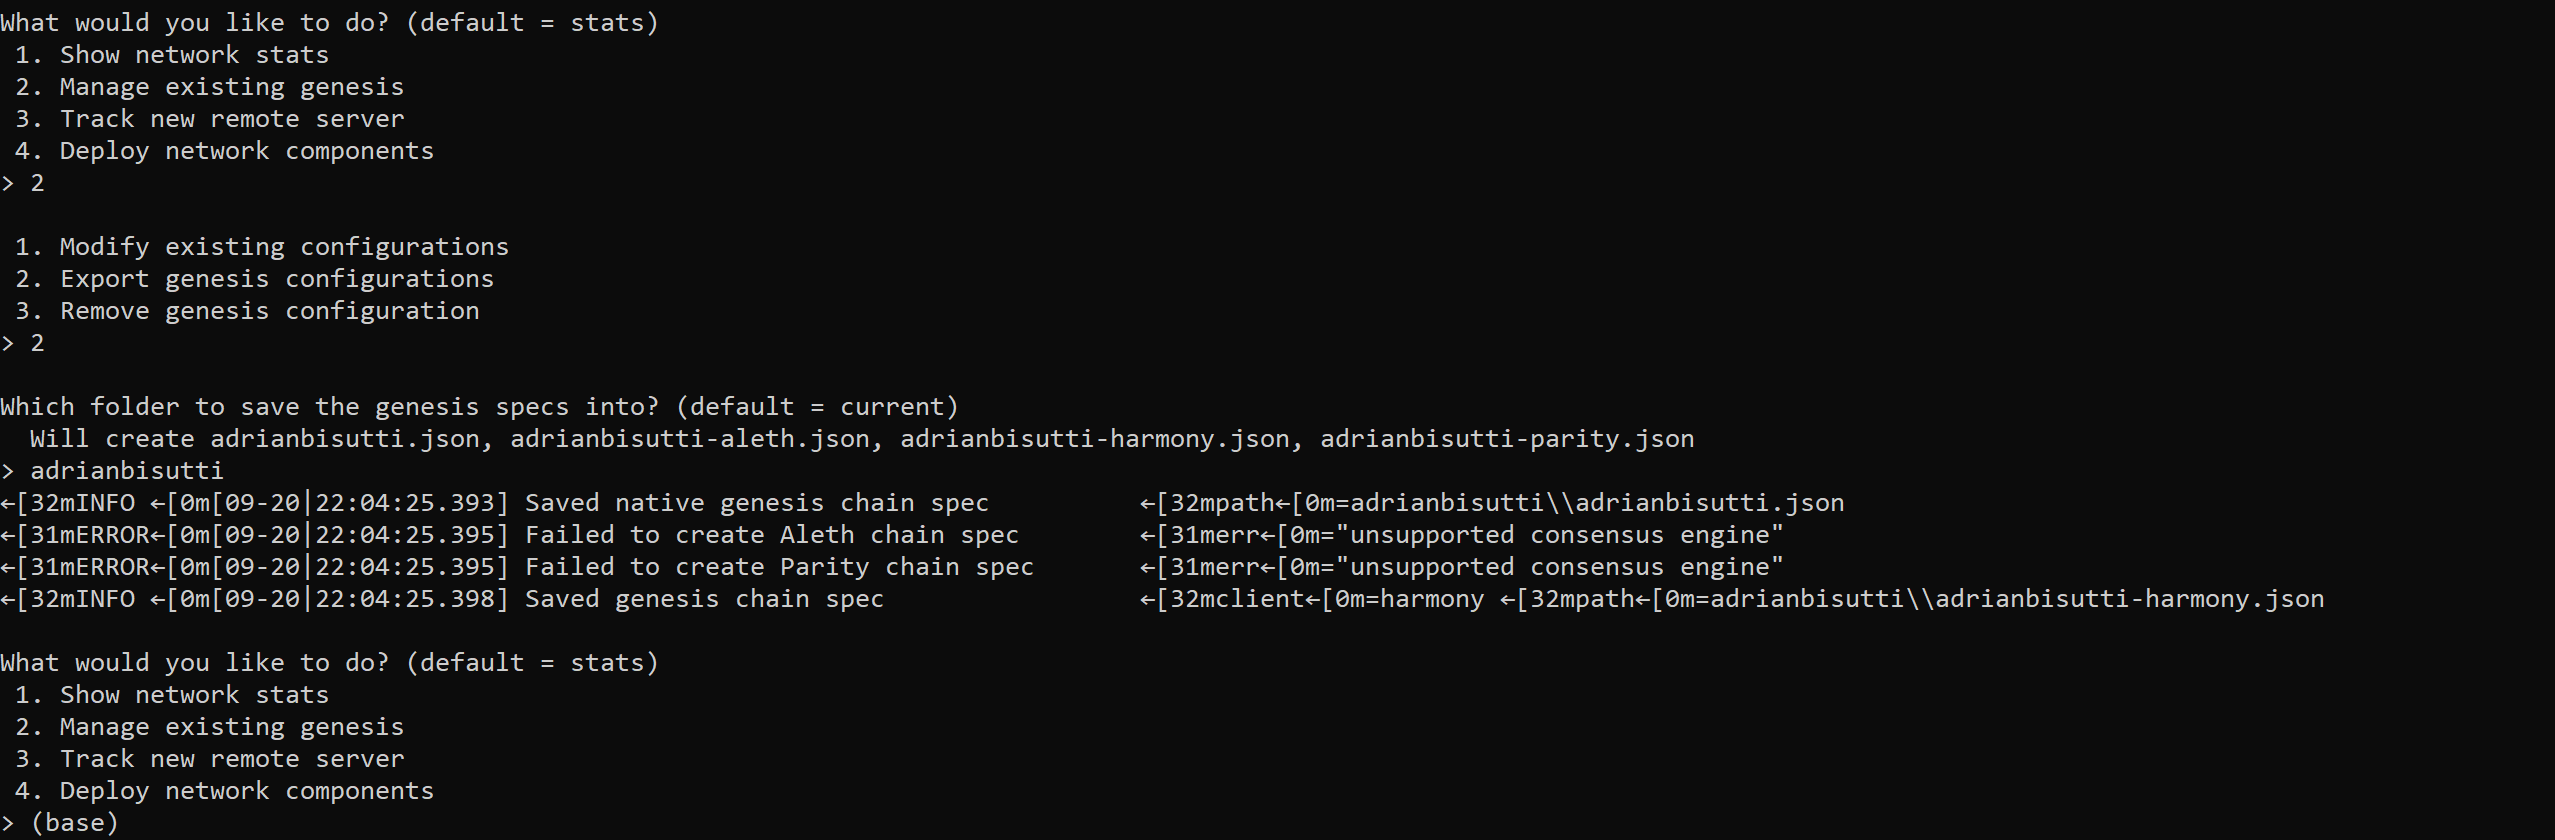 What would you like to do? (default = stats)
 1. Show network stats
 2. Manage existing genesis
 3. Track new remote server
 4. Deploy network components
> 2

 1. Modify existing configurations
 2. Export genesis configurations
 3. Remove genesis configuration
> 2

Which folder to save the genesis specs into? (default = current)
  Will create adrianbisutti.json, adrianbisutti-aleth.json, adrianbisutti-harmony.json, adrianbisutti-parity.json
> adrianbisutti
←[32mINFO ←[0m[09-20|22:04:25.393] Saved native genesis chain spec          ←[32mpath←[0m=adrianbisutti\\adrianbisutti.json
←[31mERROR←[0m[09-20|22:04:25.395] Failed to create Aleth chain spec        ←[31merr←[0m="unsupported consensus engine"
←[31mERROR←[0m[09-20|22:04:25.395] Failed to create Parity chain spec       ←[31merr←[0m="unsupported consensus engine"
←[32mINFO ←[0m[09-20|22:04:25.398] Saved genesis chain spec                 ←[32mclient←[0m=harmony ←[32mpath←[0m=adrianbisutti\\adrianbisutti-harmony.json

What would you like to do? (default = stats)
 1. Show network stats
 2. Manage existing genesis
 3. Track new remote server
 4. Deploy network components
> (base)